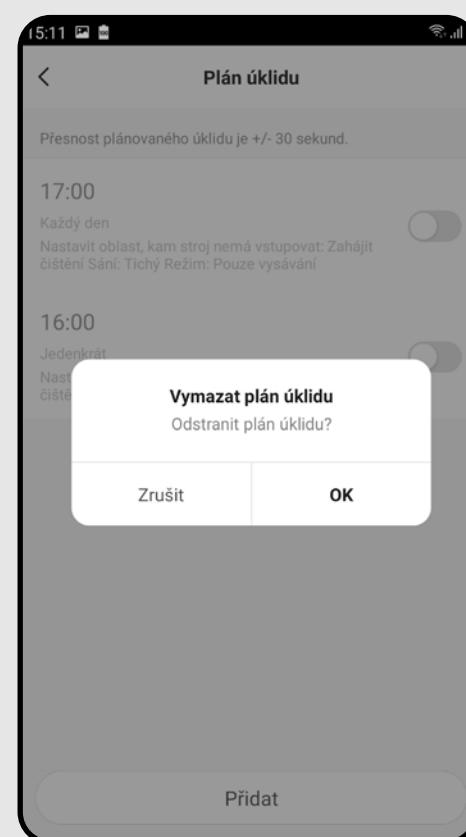 15:11
Plán úklidu
Přesnost plánovaného úklidu je +/- 30 sekund.
17:00
Každý den
Nastavit oblast, kam stroj nemá vstupovat: Zahájit
čištění Sání: Tichý Režim: Pouze vysávání
16:00
Jedenkrát
Nast
čiště
Vymazat plán úklidu
Odstranit plán úklidu?
Zrušit
OK
Přidat